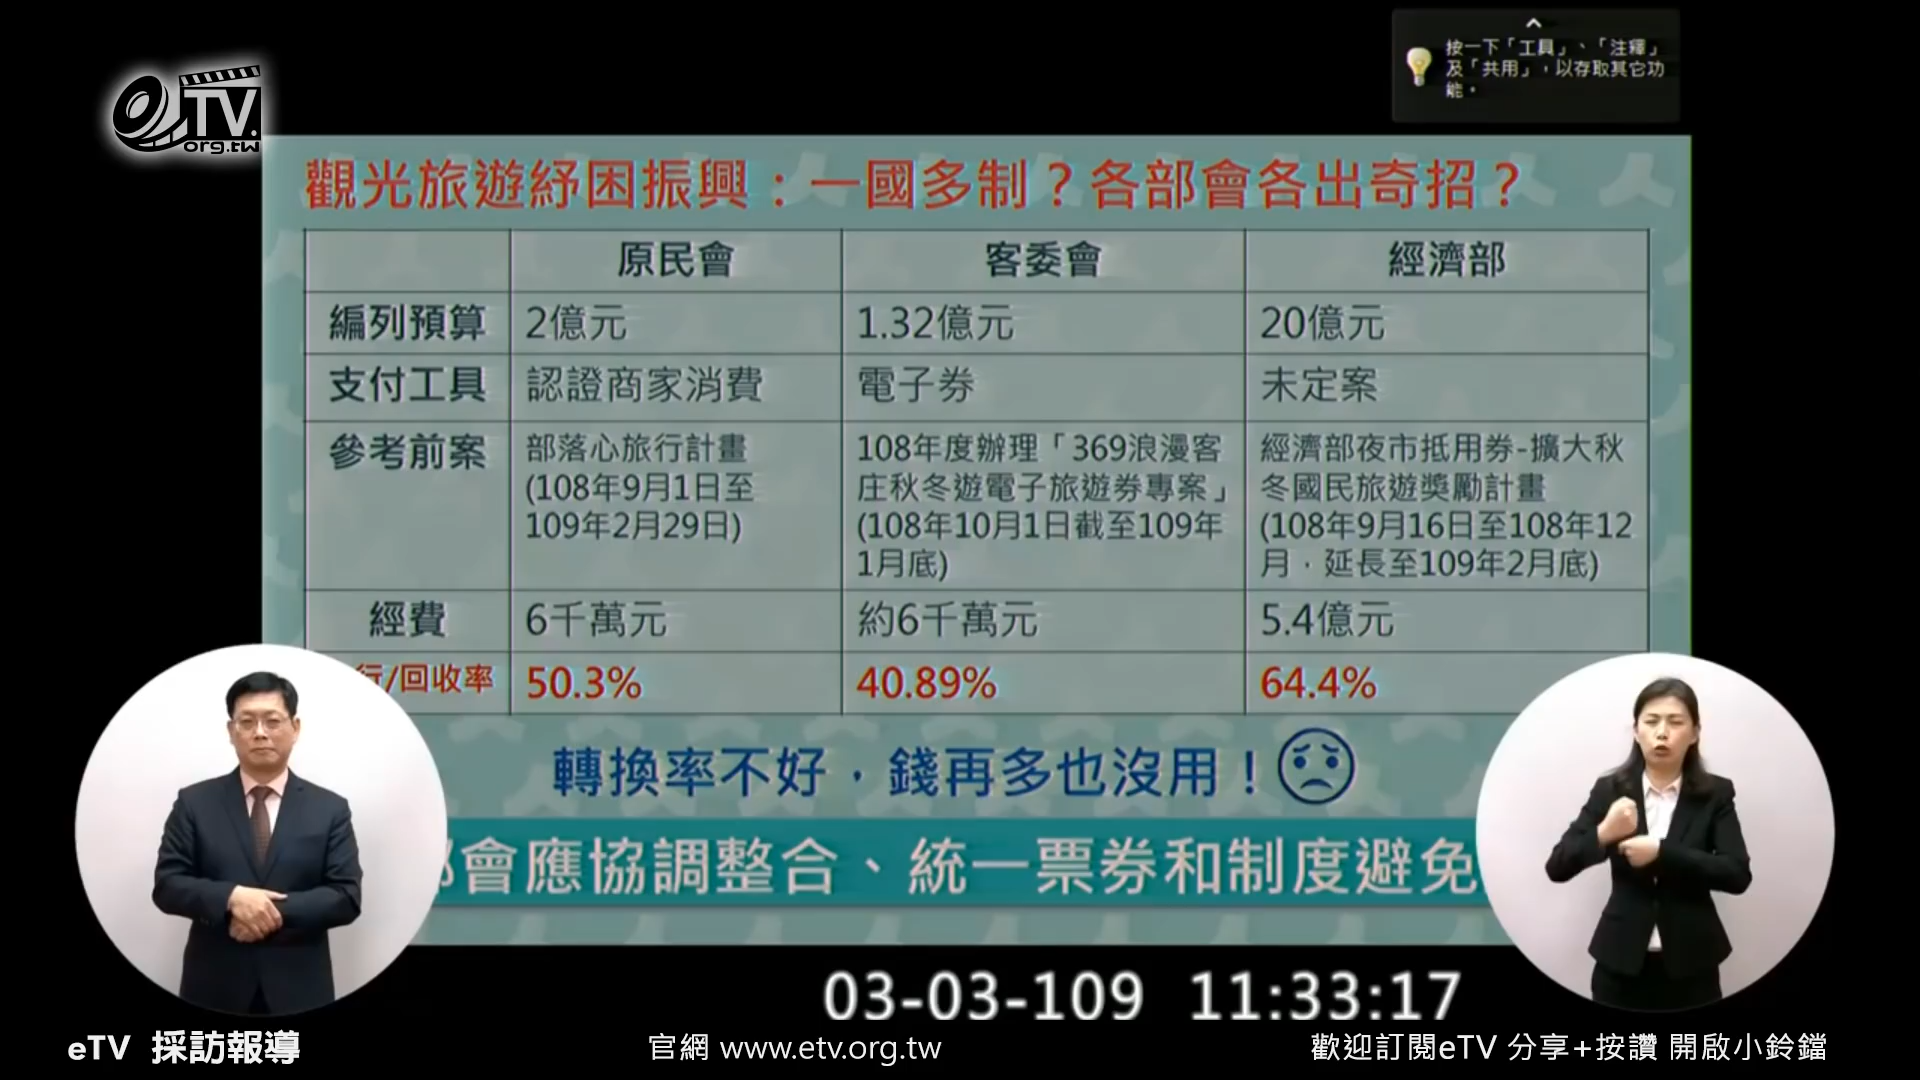 按一下「工具」、「注釋」
及「共用」，以存取其它功
能。
eTV.
org.tw
觀光旅遊紓困振興：一國多制？各部會各出奇招？
原民會 客委會 經濟部
編列預算 2億元 1.32億元 20億元
支付工具 認證商家消費 電子券 未定案
參考前案 部落心旅行計畫 108年度辦理「369浪漫客 經濟部夜市抵用券-擴大秋
(108年9月1日至 庄秋冬遊電子旅遊券專案」 冬國民旅遊獎勵計畫
109年2月29日) (108年10月1日截至109年 (108年9月16日至108年12
1月底) 月，延長至109年2月底)
經費 6千萬元 約6千萬元 5.4億元
行/回收率 50.3% 40.89% 64.4%
轉換率不好，錢再多也沒用！
會應協調整合、統一票券和制度避免
03-03-109 11:33:17
eTV 採訪報導 官網 www.etv.org.tw 歡迎訂閱eTV 分享+按讚 開啟小鈴鐺